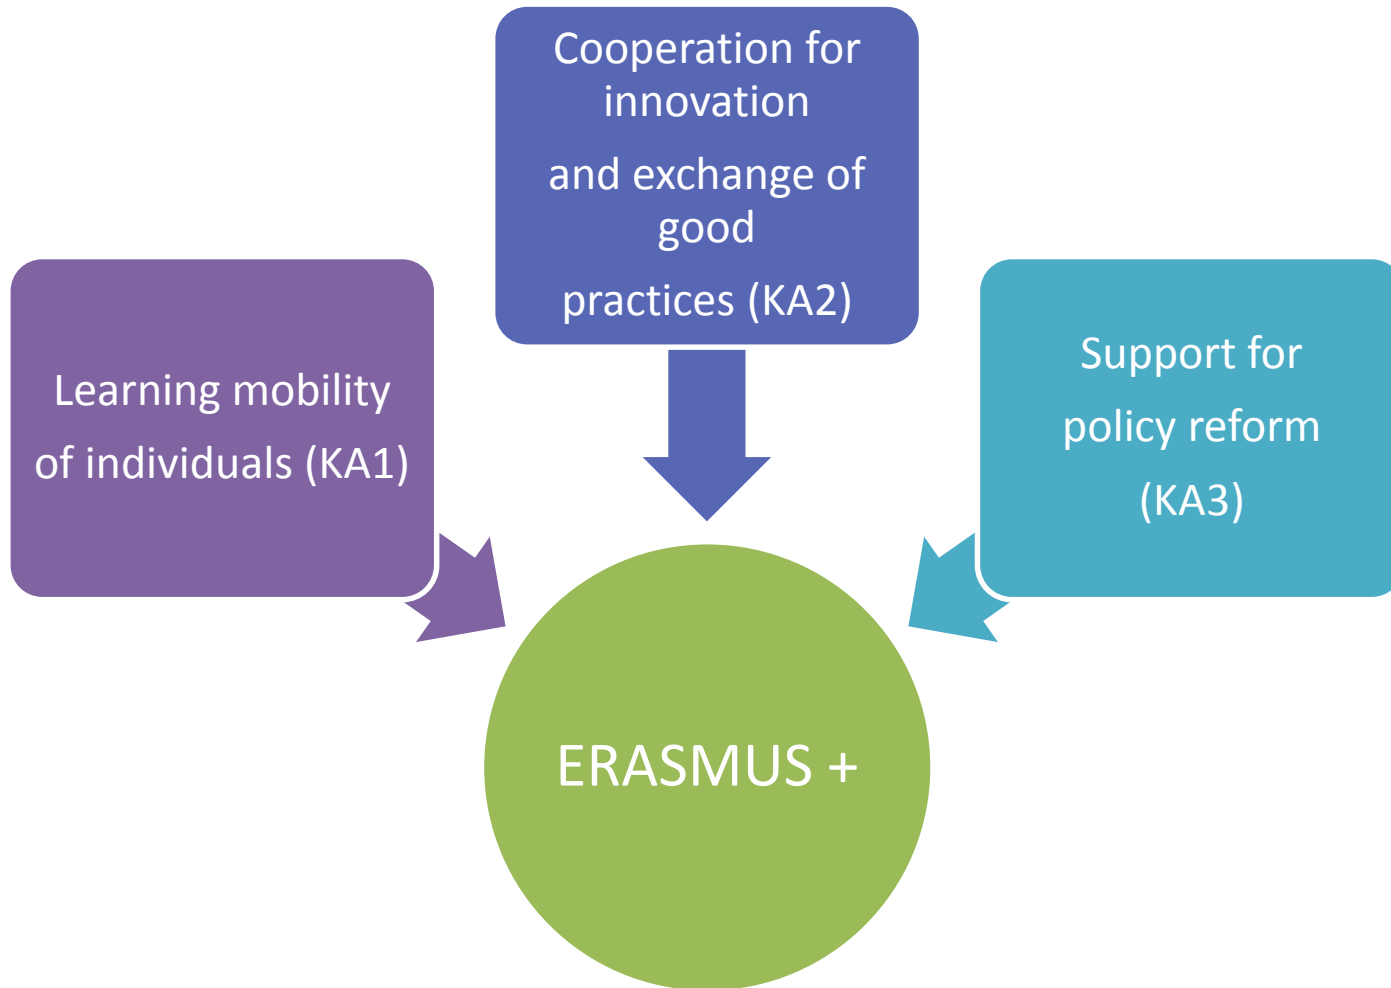 Cooperation for
innovation
and exchange of
good
practices (KA2)
Learning mobility
of individuals (KA1)
Support for
policy reform
(KA3)
ERASMUS +